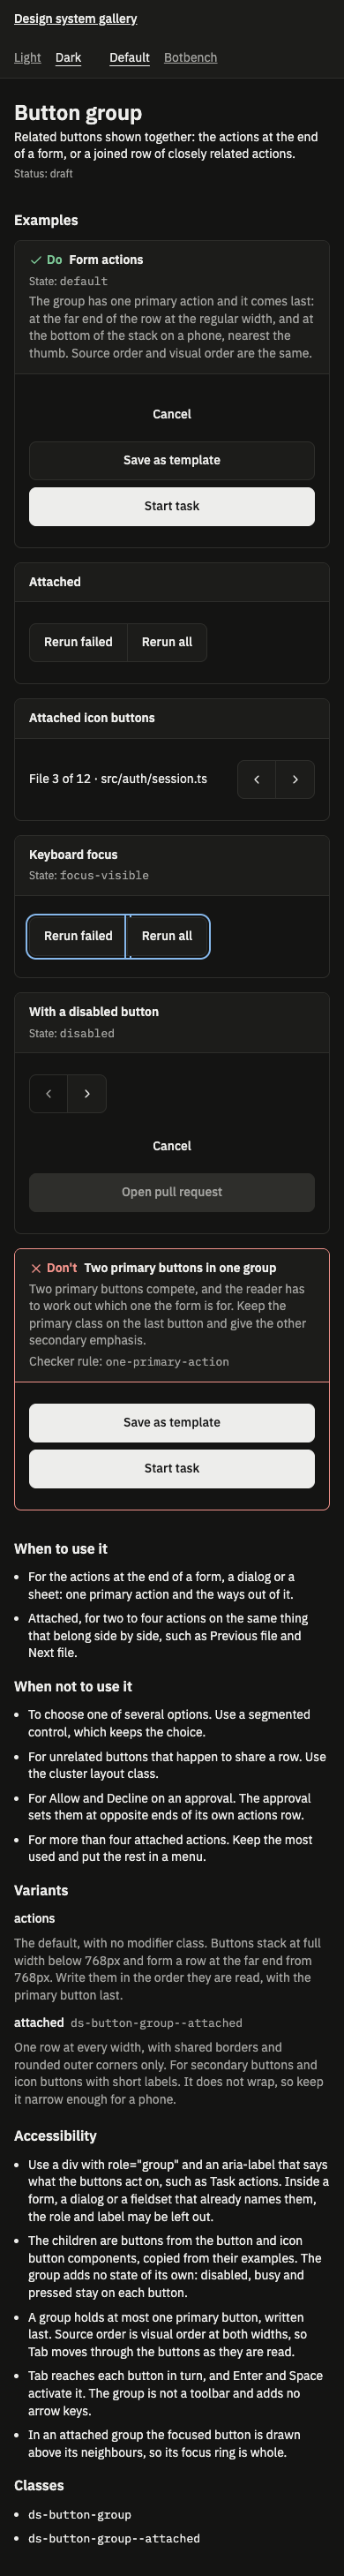 Design system gallery
Light Dark Default Botbench
Button group
Related buttons shown together: the actions at the end
of a form, or a joined row of closely related actions.
Status: draft
Examples
Do Form actions
State: default
The group has one primary action and it comes last:
at the far end of the row at the regular width, and at
the bottom of the stack on a phone, nearest the
thumb. Source order and visual order are the same.
Cancel
Save as template
Start task
Attached
Rerun failed Rerun all
Attached icon buttons
File 3 of 12 · src/auth/session.ts
Keyboard focus
State: focus-visible
Rerun failed Rerun all
With a disabled button
State: disabled
Cancel
Open pull request
Don't Two primary buttons in one group
Two primary buttons compete, and the reader has
to work out which one the form is for. Keep the
primary class on the last button and give the other
secondary emphasis.
Checker rule: one-primary-action
Save as template
Start task
When to use it
• For the actions at the end of a form, a dialog or a
sheet: one primary action and the ways out of it.
• Attached, for two to four actions on the same thing
that belong side by side, such as Previous file and
Next file.
When not to use it
• To choose one of several options. Use a segmented
control, which keeps the choice.
• For unrelated buttons that happen to share a row. Use
the cluster layout class.
• For Allow and Decline on an approval. The approval
sets them at opposite ends of its own actions row.
• For more than four attached actions. Keep the most
used and put the rest in a menu.
Variants
actions
The default, with no modifier class. Buttons stack at full
width below 768px and form a row at the far end from
768px. Write them in the order they are read, with the
primary button last.
attached ds-button-group--attached
One row at every width, with shared borders and
rounded outer corners only. For secondary buttons and
icon buttons with short labels. It does not wrap, so keep
it narrow enough for a phone.
Accessibility
• Use a div with role="group" and an aria-label that says
what the buttons act on, such as Task actions. Inside a
form, a dialog or a fieldset that already names them,
the role and label may be left out.
• The children are buttons from the button and icon
button components, copied from their examples. The
group adds no state of its own: disabled, busy and
pressed stay on each button.
• A group holds at most one primary button, written
last. Source order is visual order at both widths, so
Tab moves through the buttons as they are read.
• Tab reaches each button in turn, and Enter and Space
activate it. The group is not a toolbar and adds no
arrow keys.
• In an attached group the focused button is drawn
above its neighbours, so its focus ring is whole.
Classes
• ds-button-group
• ds-button-group--attached